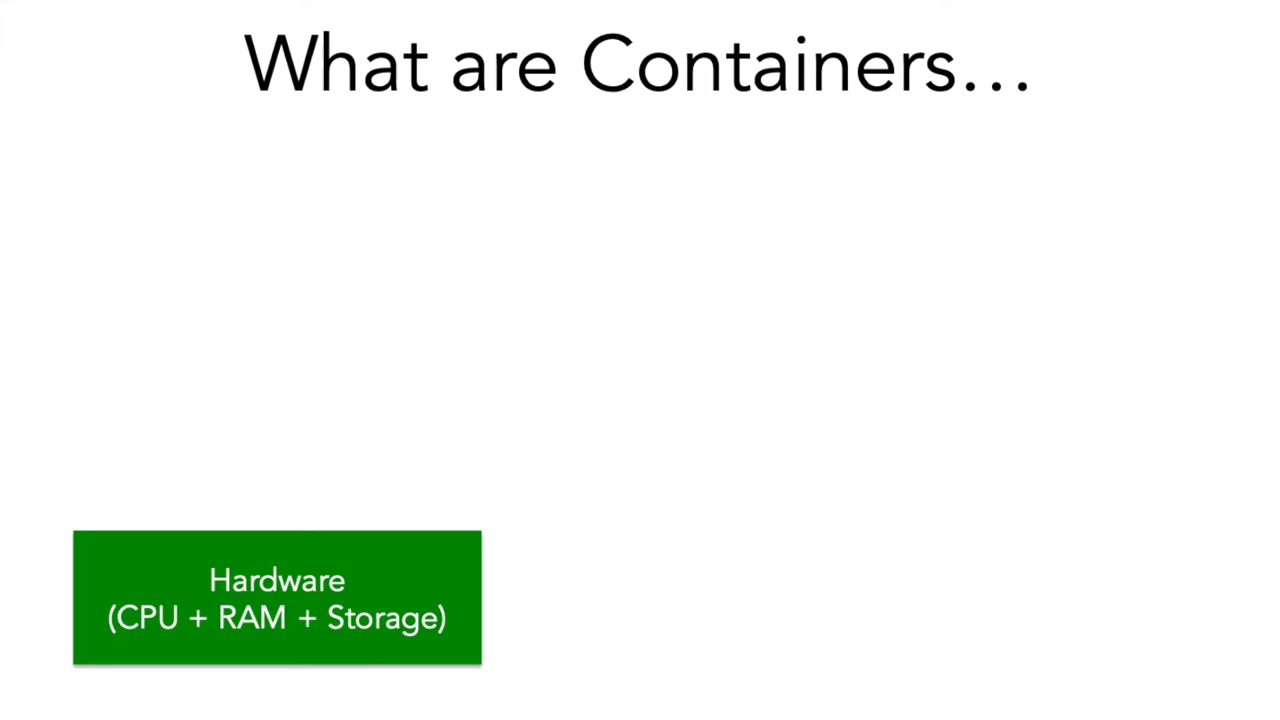 What are Containers…
Hardware
(CPU + RAM + Storage)